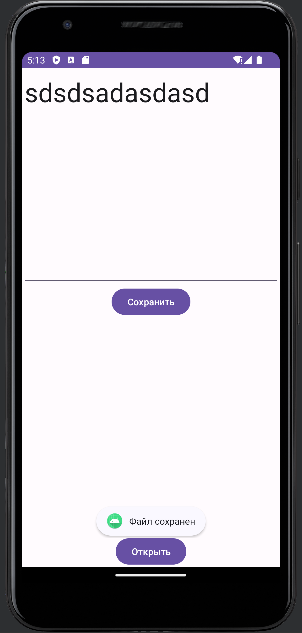 5:13
sdsdsadasdasd
Сохранить
Файл сохранен
Открыть